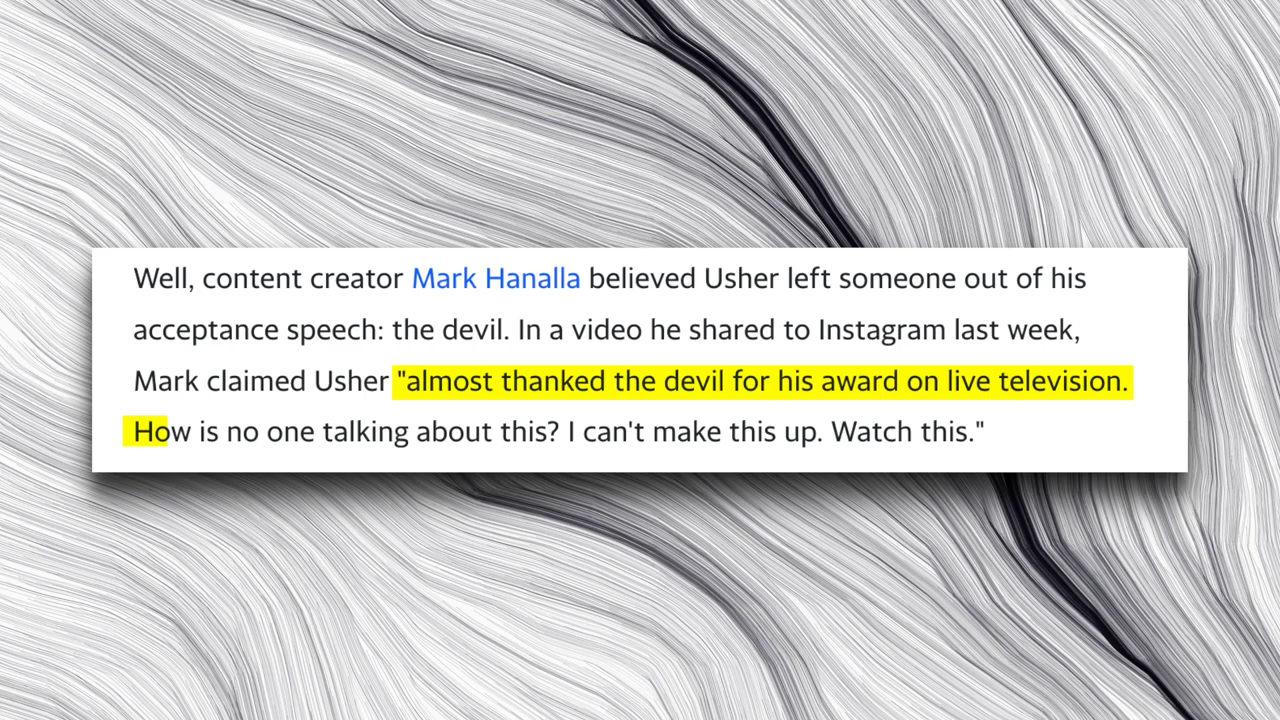 Well, content creator Mark Hanalla believed Usher left someone out of his
acceptance speech: the devil. In a video he shared to Instagram last week,
Mark claimed Usher "almost thanked the devil for his award on live television.
How is no one talking about this? I can't make this up. Watch this."